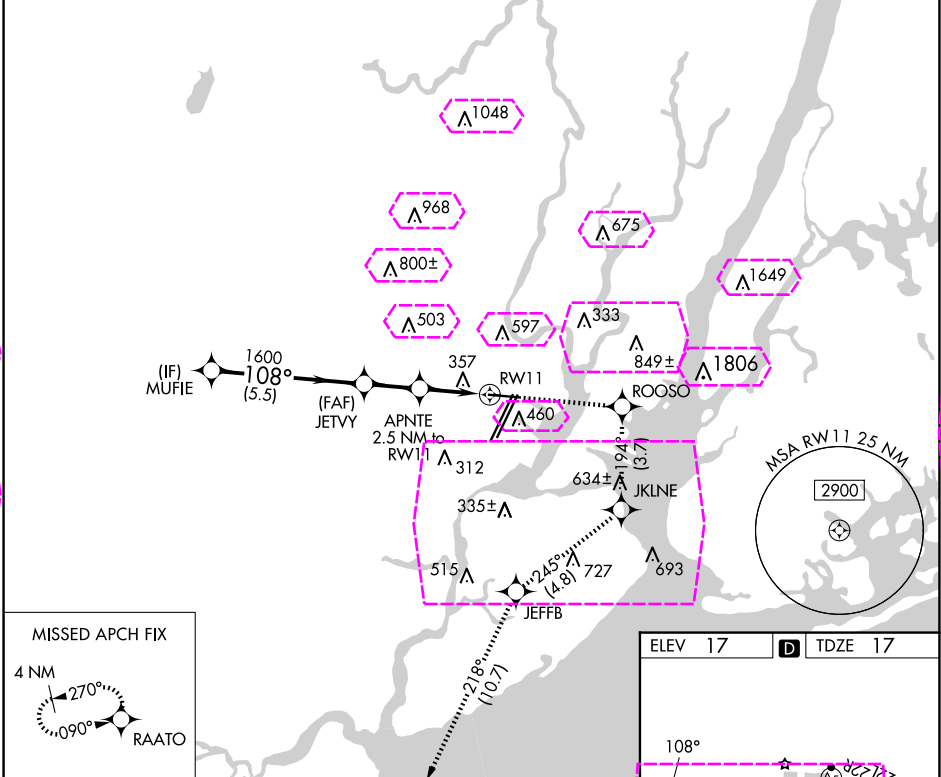 1048
968
675
800±
1649
503
597
333
849±
1806
(IF)
MUFIE
1600
108°
(5.5)
(FAF)
JETVY
APNTE
2.5 NM to
RW11
357
RW11
460
ROOSO
194°
(3.7)
312
634±
JKLNE
335±
515
245°
(4.8)
727
693
JEFFB
218°
(10.7)
MSA RW11 25 NM
2900
MISSED APCH FIX
4 NM
270°
090°
RAATO
ELEV 17
D
TDZE 17
108°